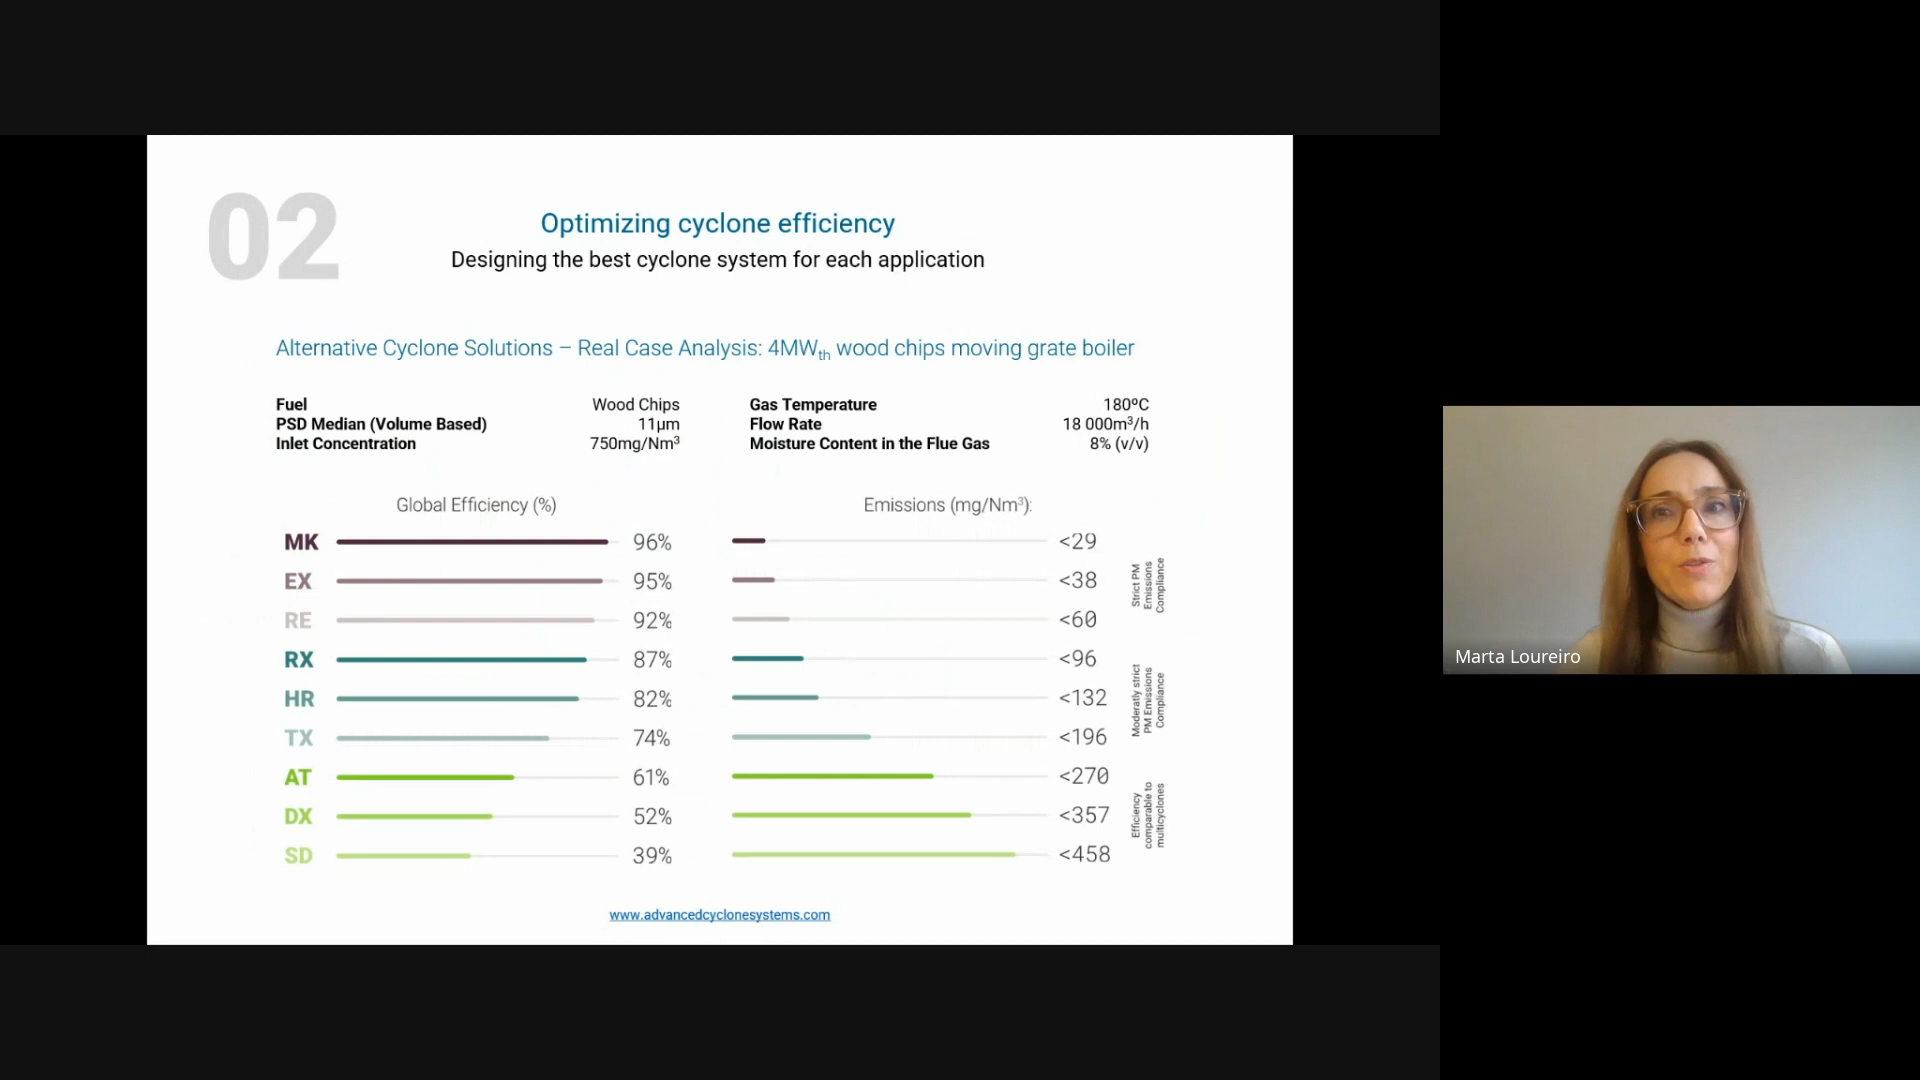 02
Optimizing cyclone efficiency
Designing the best cyclone system for each application
Alternative Cyclone Solutions – Real Case Analysis: 4MWth wood chips moving grate boiler
Fuel Wood Chips
PSD Median (Volume Based) 11μm
Inlet Concentration 750mg/Nm³
Gas Temperature 180ºC
Flow Rate 18 000m³/h
Moisture Content in the Flue Gas 8% (v/v)
Global Efficiency (%)
MK 96%
EX 95%
RE 92%
RX 87%
HR 82%
TX 74%
AT 61%
DX 52%
SD 39%
Emissions (mg/Nm³):
<29
<38
<60
<96
<132
<196
<270
<357
<458
Strict PM
Emissions
Compliance
Moderatly strict
PM Emissions
Compliance
Efficiency
comparable to
multicyclones
www.advancedcyclonesystems.com
Marta Loureiro